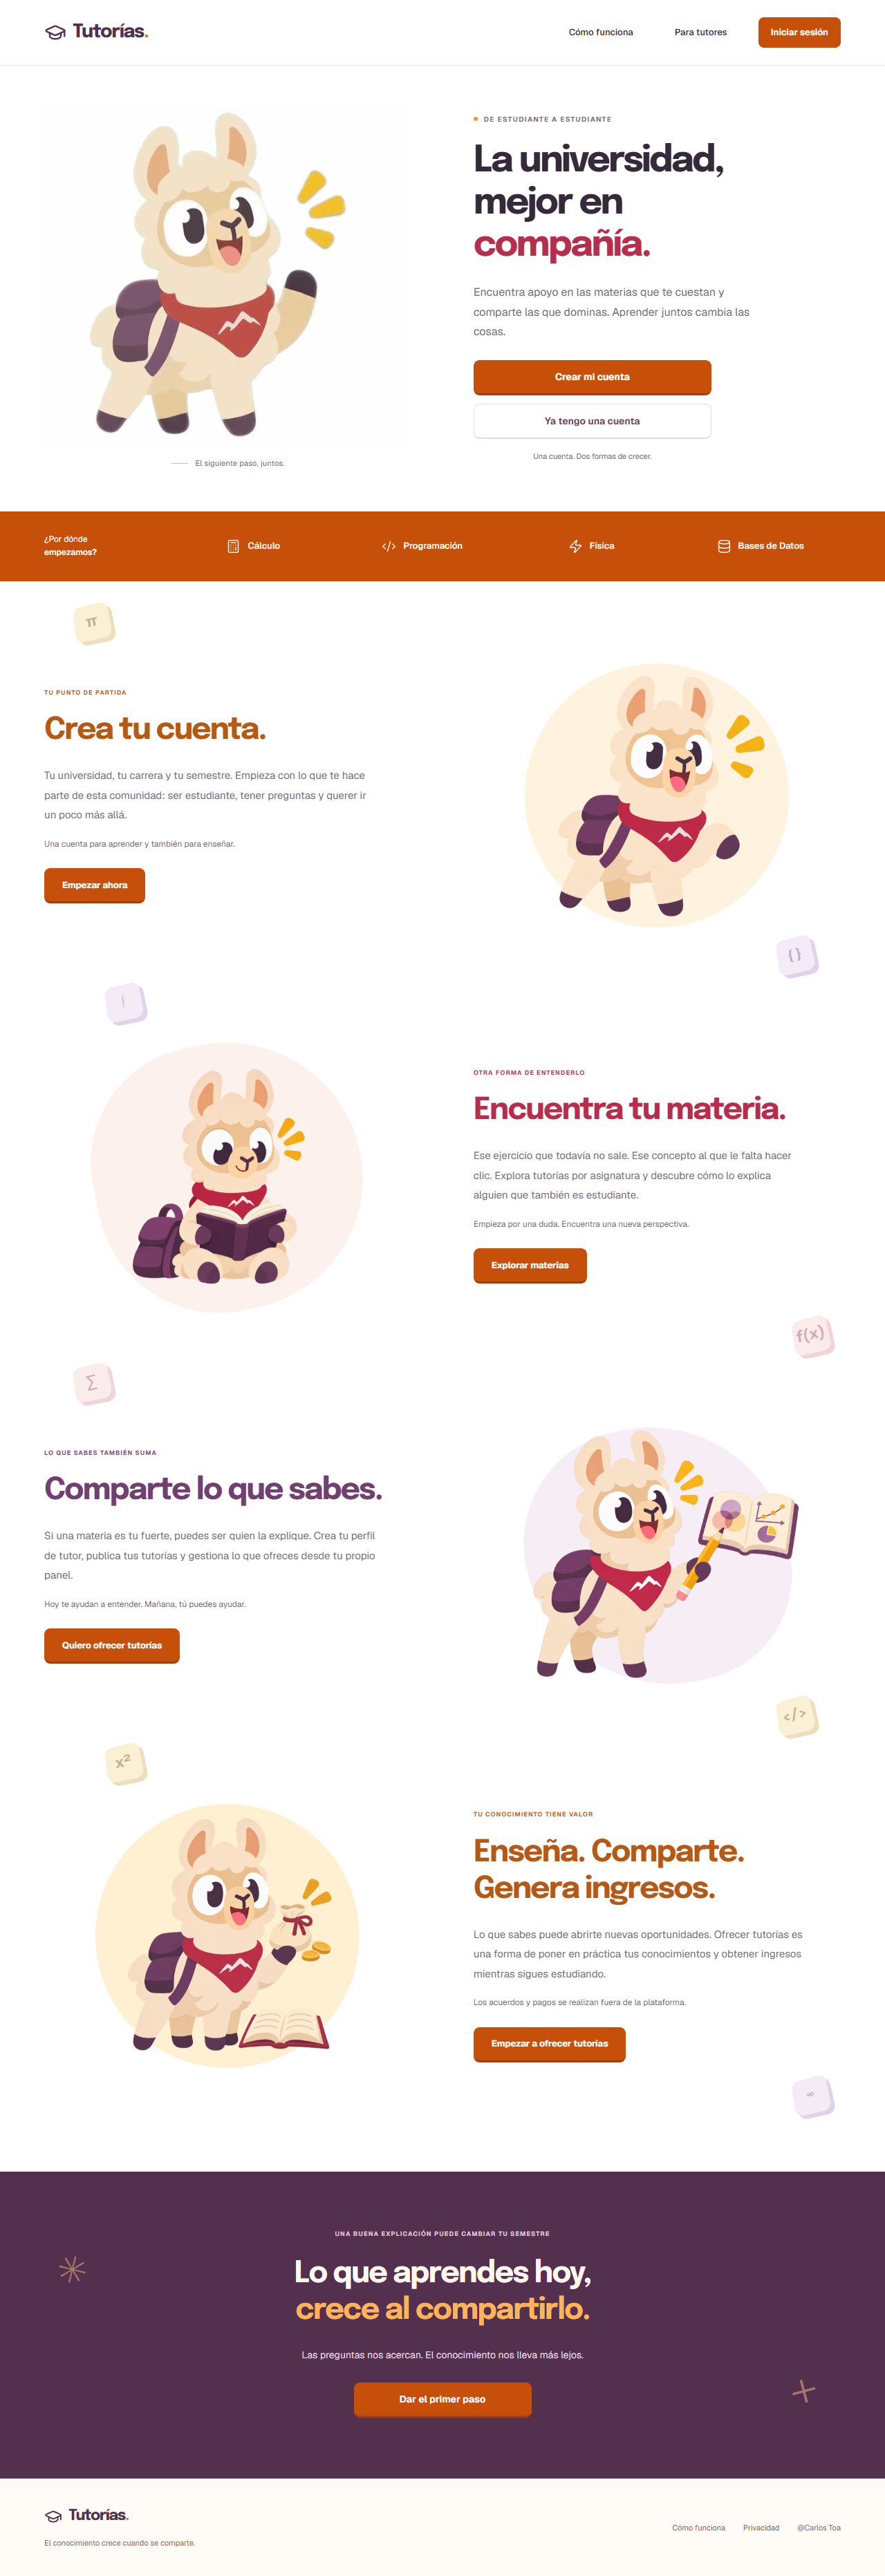 Tutorías.
Cómo funciona
Para tutores
Iniciar sesión
DE ESTUDIANTE A ESTUDIANTE
La universidad,
mejor en
compañía.
Encuentra apoyo en las materias que te cuestan y
comparte las que dominas. Aprender juntos cambia las
cosas.
Crear mi cuenta
Ya tengo una cuenta
Una cuenta. Dos formas de crecer.
El siguiente paso, juntos.
¿Por dónde
empezamos?
Cálculo
Programación
Física
Bases de Datos
π
TU PUNTO DE PARTIDA
Crea tu cuenta.
Tu universidad, tu carrera y tu semestre. Empieza con lo que te hace
parte de esta comunidad: ser estudiante, tener preguntas y querer ir
un poco más allá.
Una cuenta para aprender y también para enseñar.
Empezar ahora
{ }
∫
OTRA FORMA DE ENTENDERLO
Encuentra tu materia.
Ese ejercicio que todavía no sale. Ese concepto al que le falta hacer
clic. Explora tutorías por asignatura y descubre cómo lo explica
alguien que también es estudiante.
Empieza por una duda. Encuentra una nueva perspectiva.
Explorar materias
f(x)
∑
LO QUE SABES TAMBIÉN SUMA
Comparte lo que sabes.
Si una materia es tu fuerte, puedes ser quien la explique. Crea tu perfil
de tutor, publica tus tutorías y gestiona lo que ofreces desde tu propio
panel.
Hoy te ayudan a entender. Mañana, tú puedes ayudar.
Quiero ofrecer tutorías
</>
x²
TU CONOCIMIENTO TIENE VALOR
Enseña. Comparte.
Genera ingresos.
Lo que sabes puede abrirte nuevas oportunidades. Ofrecer tutorías es
una forma de poner en práctica tus conocimientos y obtener ingresos
mientras sigues estudiando.
Los acuerdos y pagos se realizan fuera de la plataforma.
Empezar a ofrecer tutorías
∞
UNA BUENA EXPLICACIÓN PUEDE CAMBIAR TU SEMESTRE
Lo que aprendes hoy,
crece al compartirlo.
Las preguntas nos acercan. El conocimiento nos lleva más lejos.
Dar el primer paso
Tutorías.
El conocimiento crece cuando se comparte.
Cómo funciona
Privacidad
@Carlos Toa